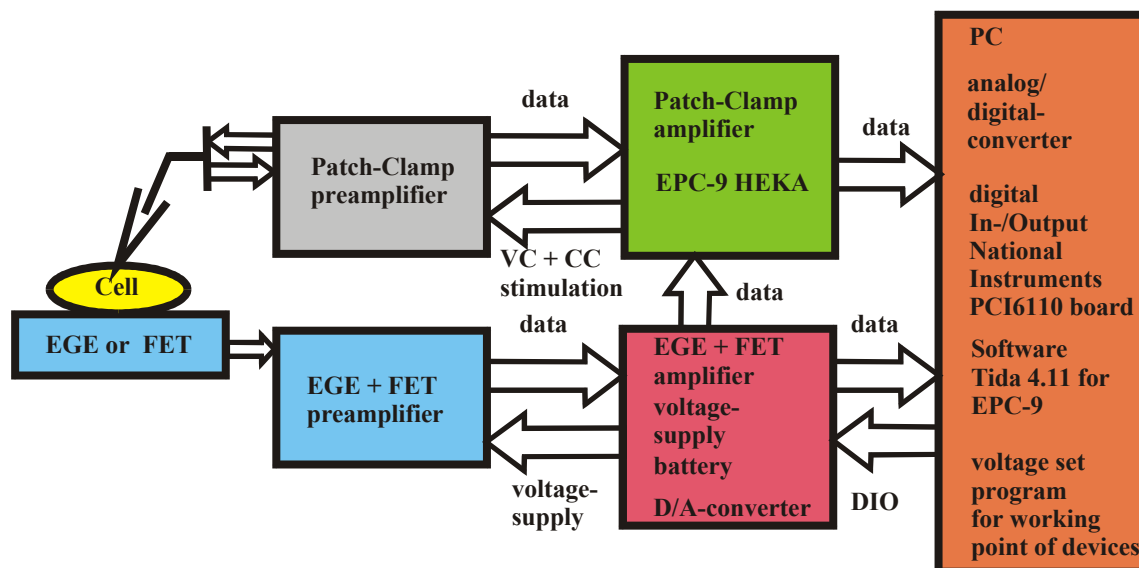 data
Patch-Clamp
preamplifier
VC + CC
stimulation
Patch-Clamp
amplifier
EPC-9 HEKA
data
data
Cell
EGE or FET
EGE + FET
preamplifier
data
voltage-
supply
EGE + FET
amplifier
voltage-
supply
battery
D/A-converter
data
DIO
PC
analog/
digital-
converter
digital
In-/Output
National
Instruments
PCI6110 board
Software
Tida 4.11 for
EPC-9
voltage set
program
for working
point of devices